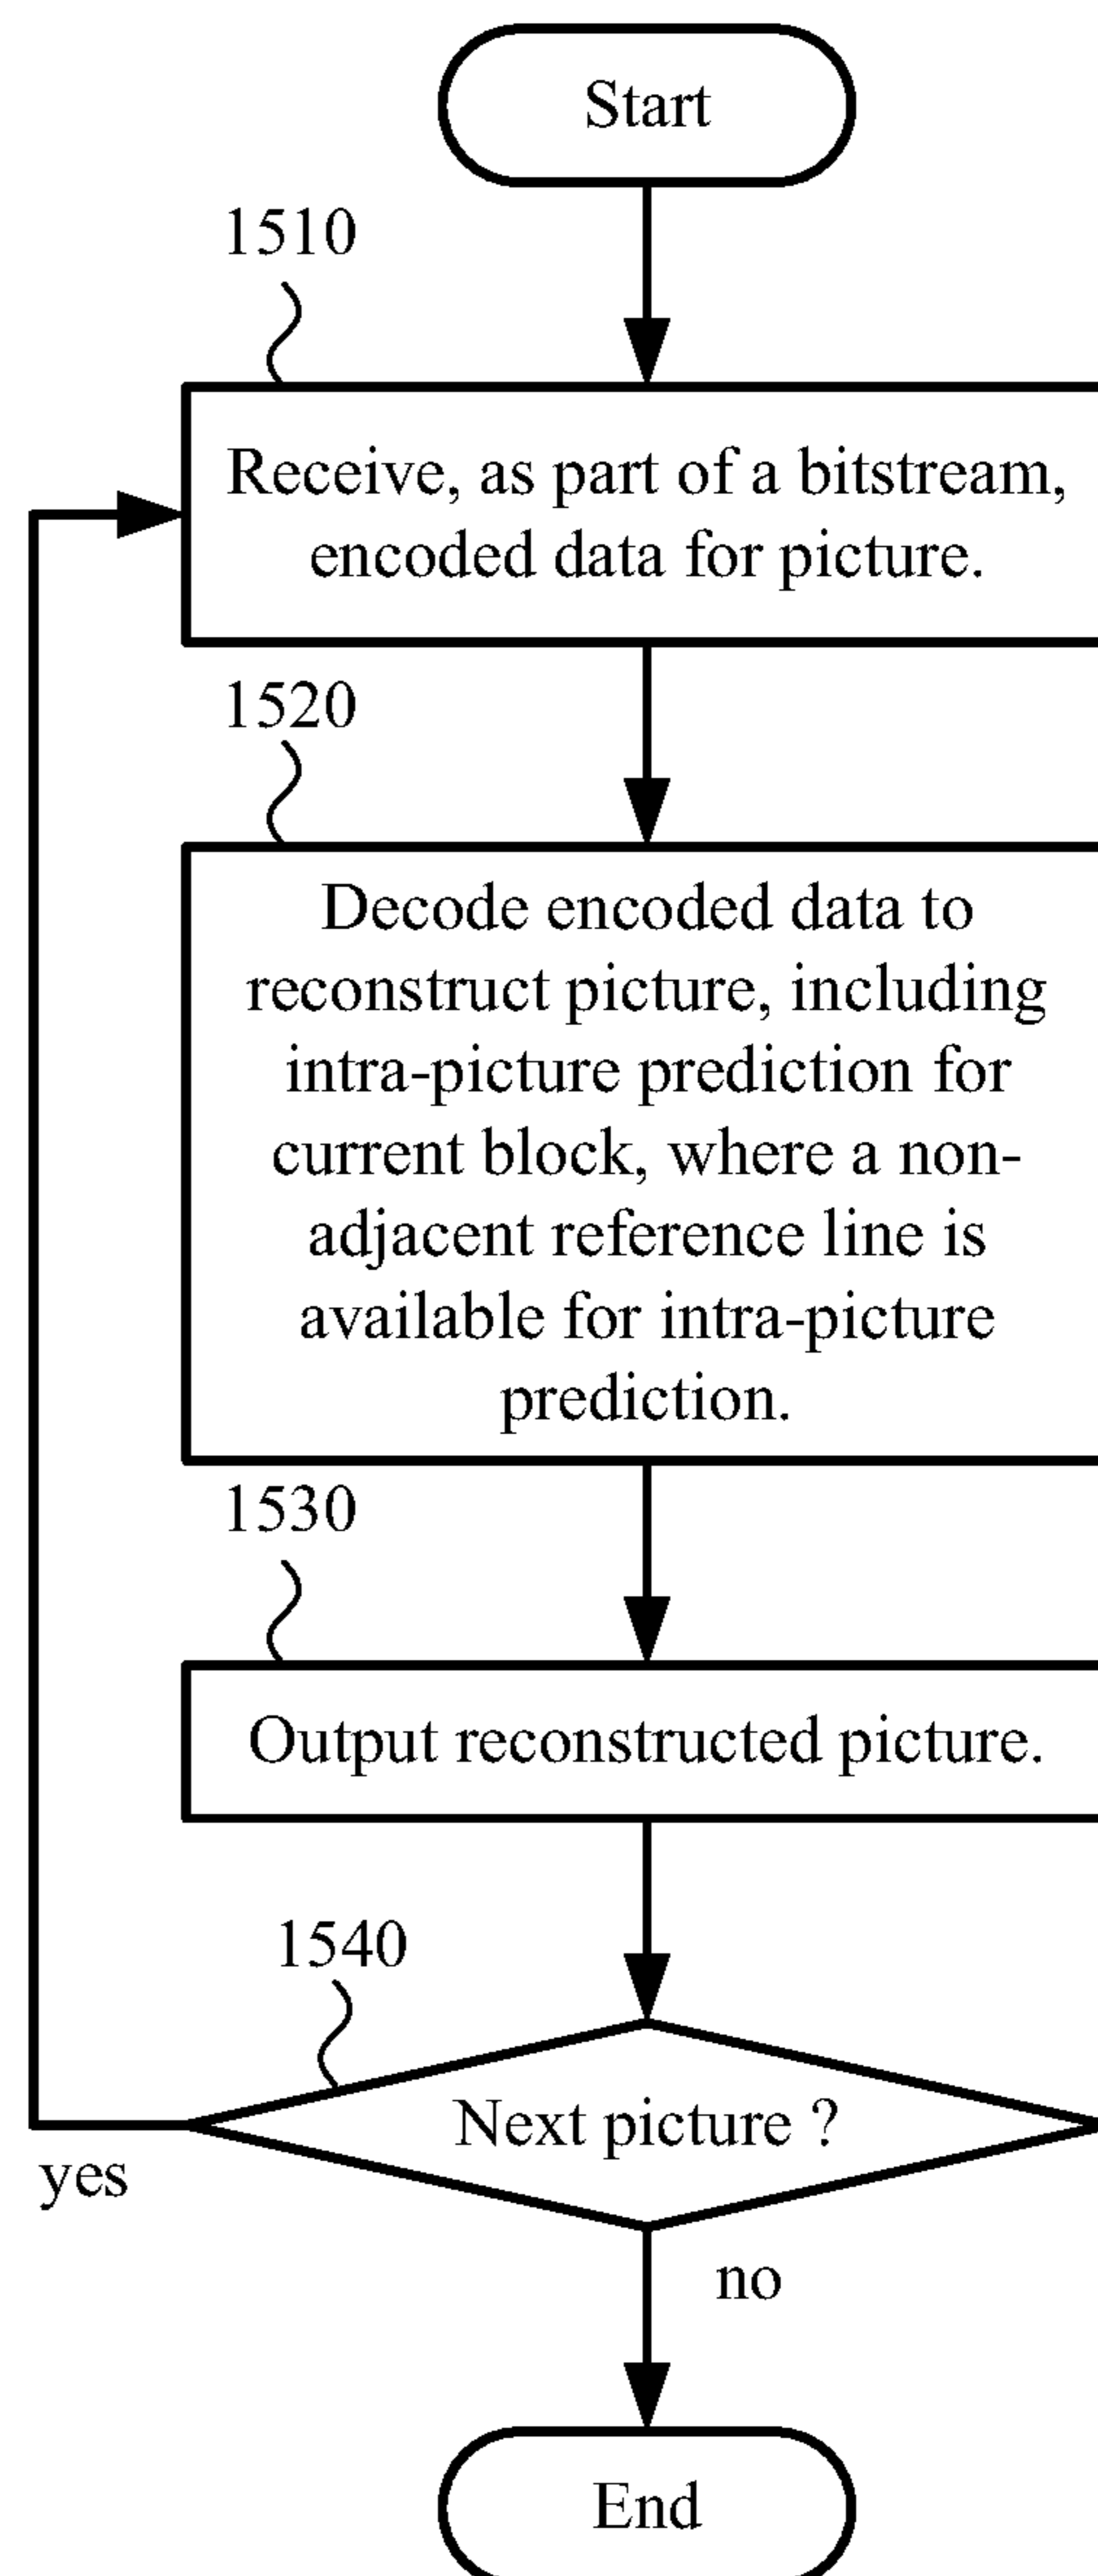 Start
1510
Receive, as part of a bitstream,
encoded data for picture.
1520
Decode encoded data to
reconstruct picture, including
intra-picture prediction for
current block, where a non-
adjacent reference line is
available for intra-picture
prediction.
1530
Output reconstructed picture.
1540
Next picture ?
yes
no
End